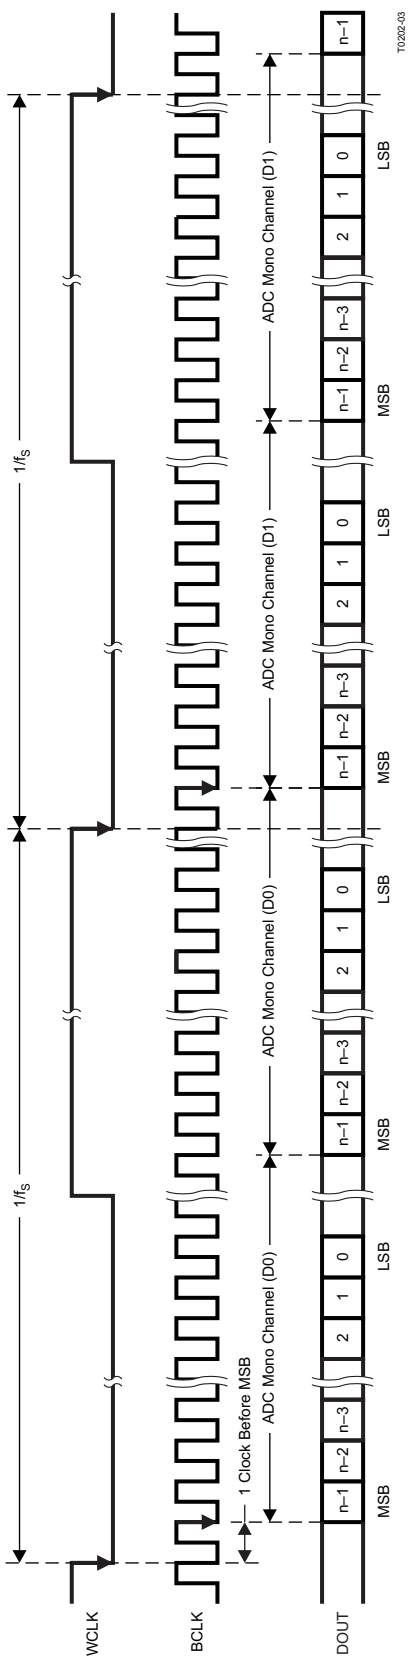 1/fS 1/fS
WCLK
BCLK
1 Clock Before MSB
ADC Mono Channel (D0) ADC Mono Channel (D0) ADC Mono Channel (D1) ADC Mono Channel (D1)
DOUT n–1 n–2 n–3 2 1 0 n–1 n–2 n–3 2 1 0 n–1 n–2 n–3 2 1 0 n–1 n–2 n–3 2 1 0 n–1
MSB LSB MSB LSB MSB LSB MSB LSB
T0202-03